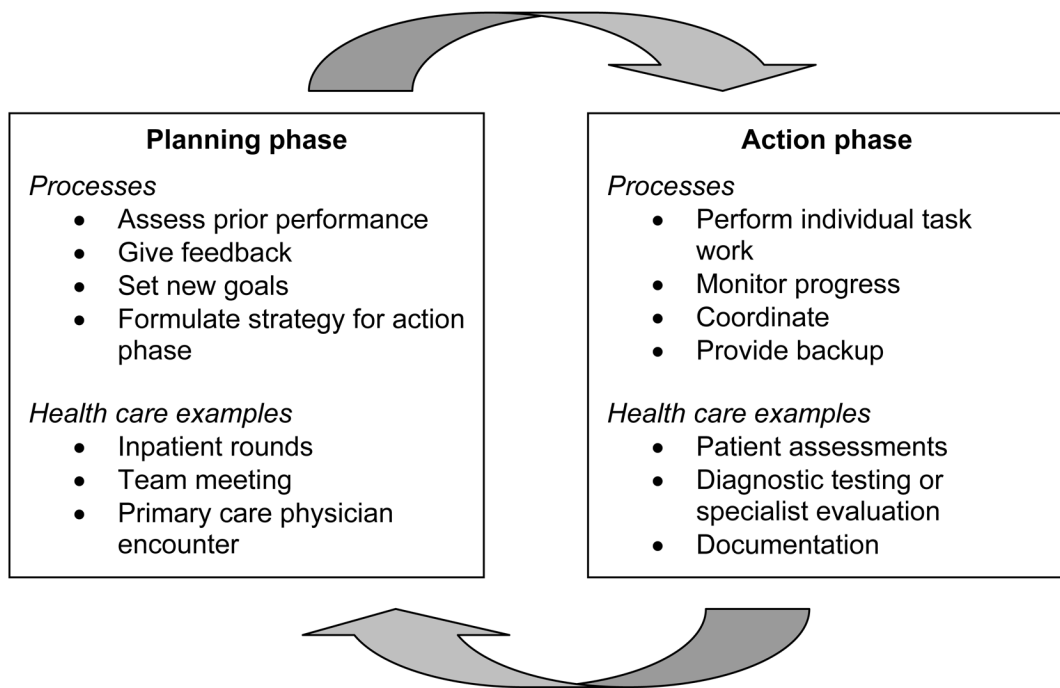 Planning phase
Processes
• Assess prior performance
• Give feedback
• Set new goals
• Formulate strategy for action
phase
Health care examples
• Inpatient rounds
• Team meeting
• Primary care physician
encounter
Action phase
Processes
• Perform individual task
work
• Monitor progress
• Coordinate
• Provide backup
Health care examples
• Patient assessments
• Diagnostic testing or
specialist evaluation
• Documentation